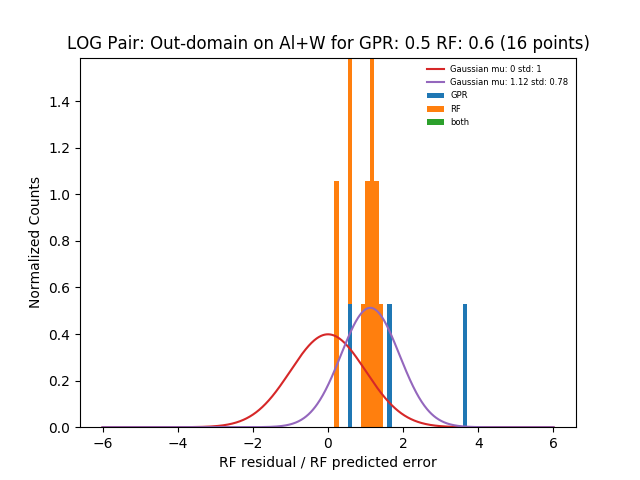 LOG Pair: Out-domain on Al+W for GPR: 0.5 RF: 0.6 (16 points)
Gaussian mu: 0 std: 1
Gaussian mu: 1.12 std: 0.78
GPR
RF
both
Normalized Counts
1.4
1.2
1.0
0.8
0.6
0.4
0.2
0.0
−6 −4 −2 0 2 4 6
RF residual / RF predicted error